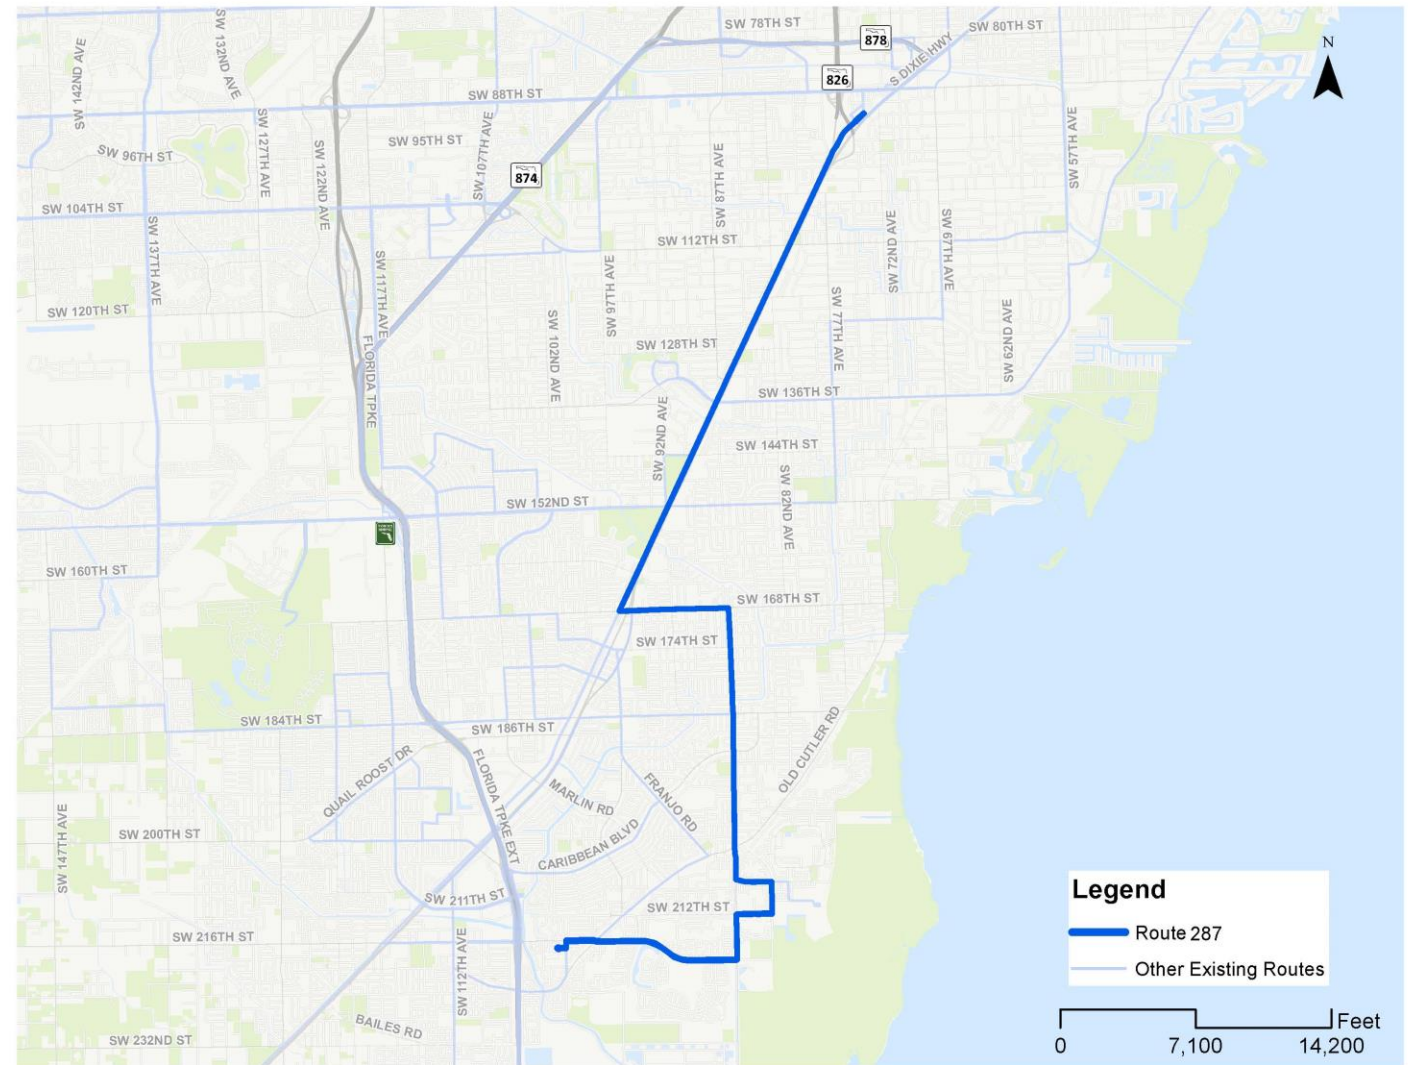 SW 78TH ST
SW 80TH ST
878
N
SW 142ND AVE
SW 132ND AVE
S DIXIE HWY
826
SW 88TH ST
SW 127TH AVE
SW 95TH ST
SW 107TH AVE
SW 57TH AVE
SW 96TH ST
SW 122ND AVE
874
SW 87TH AVE
SW 104TH ST
SW 137TH AVE
SW 112TH ST
SW 72ND AVE
SW 67TH AVE
SW 117TH AVE
SW 97TH AVE
SW 120TH ST
SW 102ND AVE
SW 77TH AVE
SW 62ND AVE
FLORIDA TPKE
SW 128TH ST
SW 136TH ST
SW 92ND AVE
SW 144TH ST
SW 152ND ST
SW 82ND AVE
SW 160TH ST
SW 168TH ST
SW 174TH ST
SW 184TH ST
SW 186TH ST
OLD CUTLER RD
QUAIL ROOST DR
FLORIDA TPKE EXT
MARLIN RD
FRANJO RD
SW 147TH AVE
SW 200TH ST
CARIBBEAN BLVD
SW 211TH ST
SW 212TH ST
SW 216TH ST
SW 112TH AVE
BAILES RD
SW 232ND ST
Legend
Route 287
Other Existing Routes
Feet
0 7,100 14,200